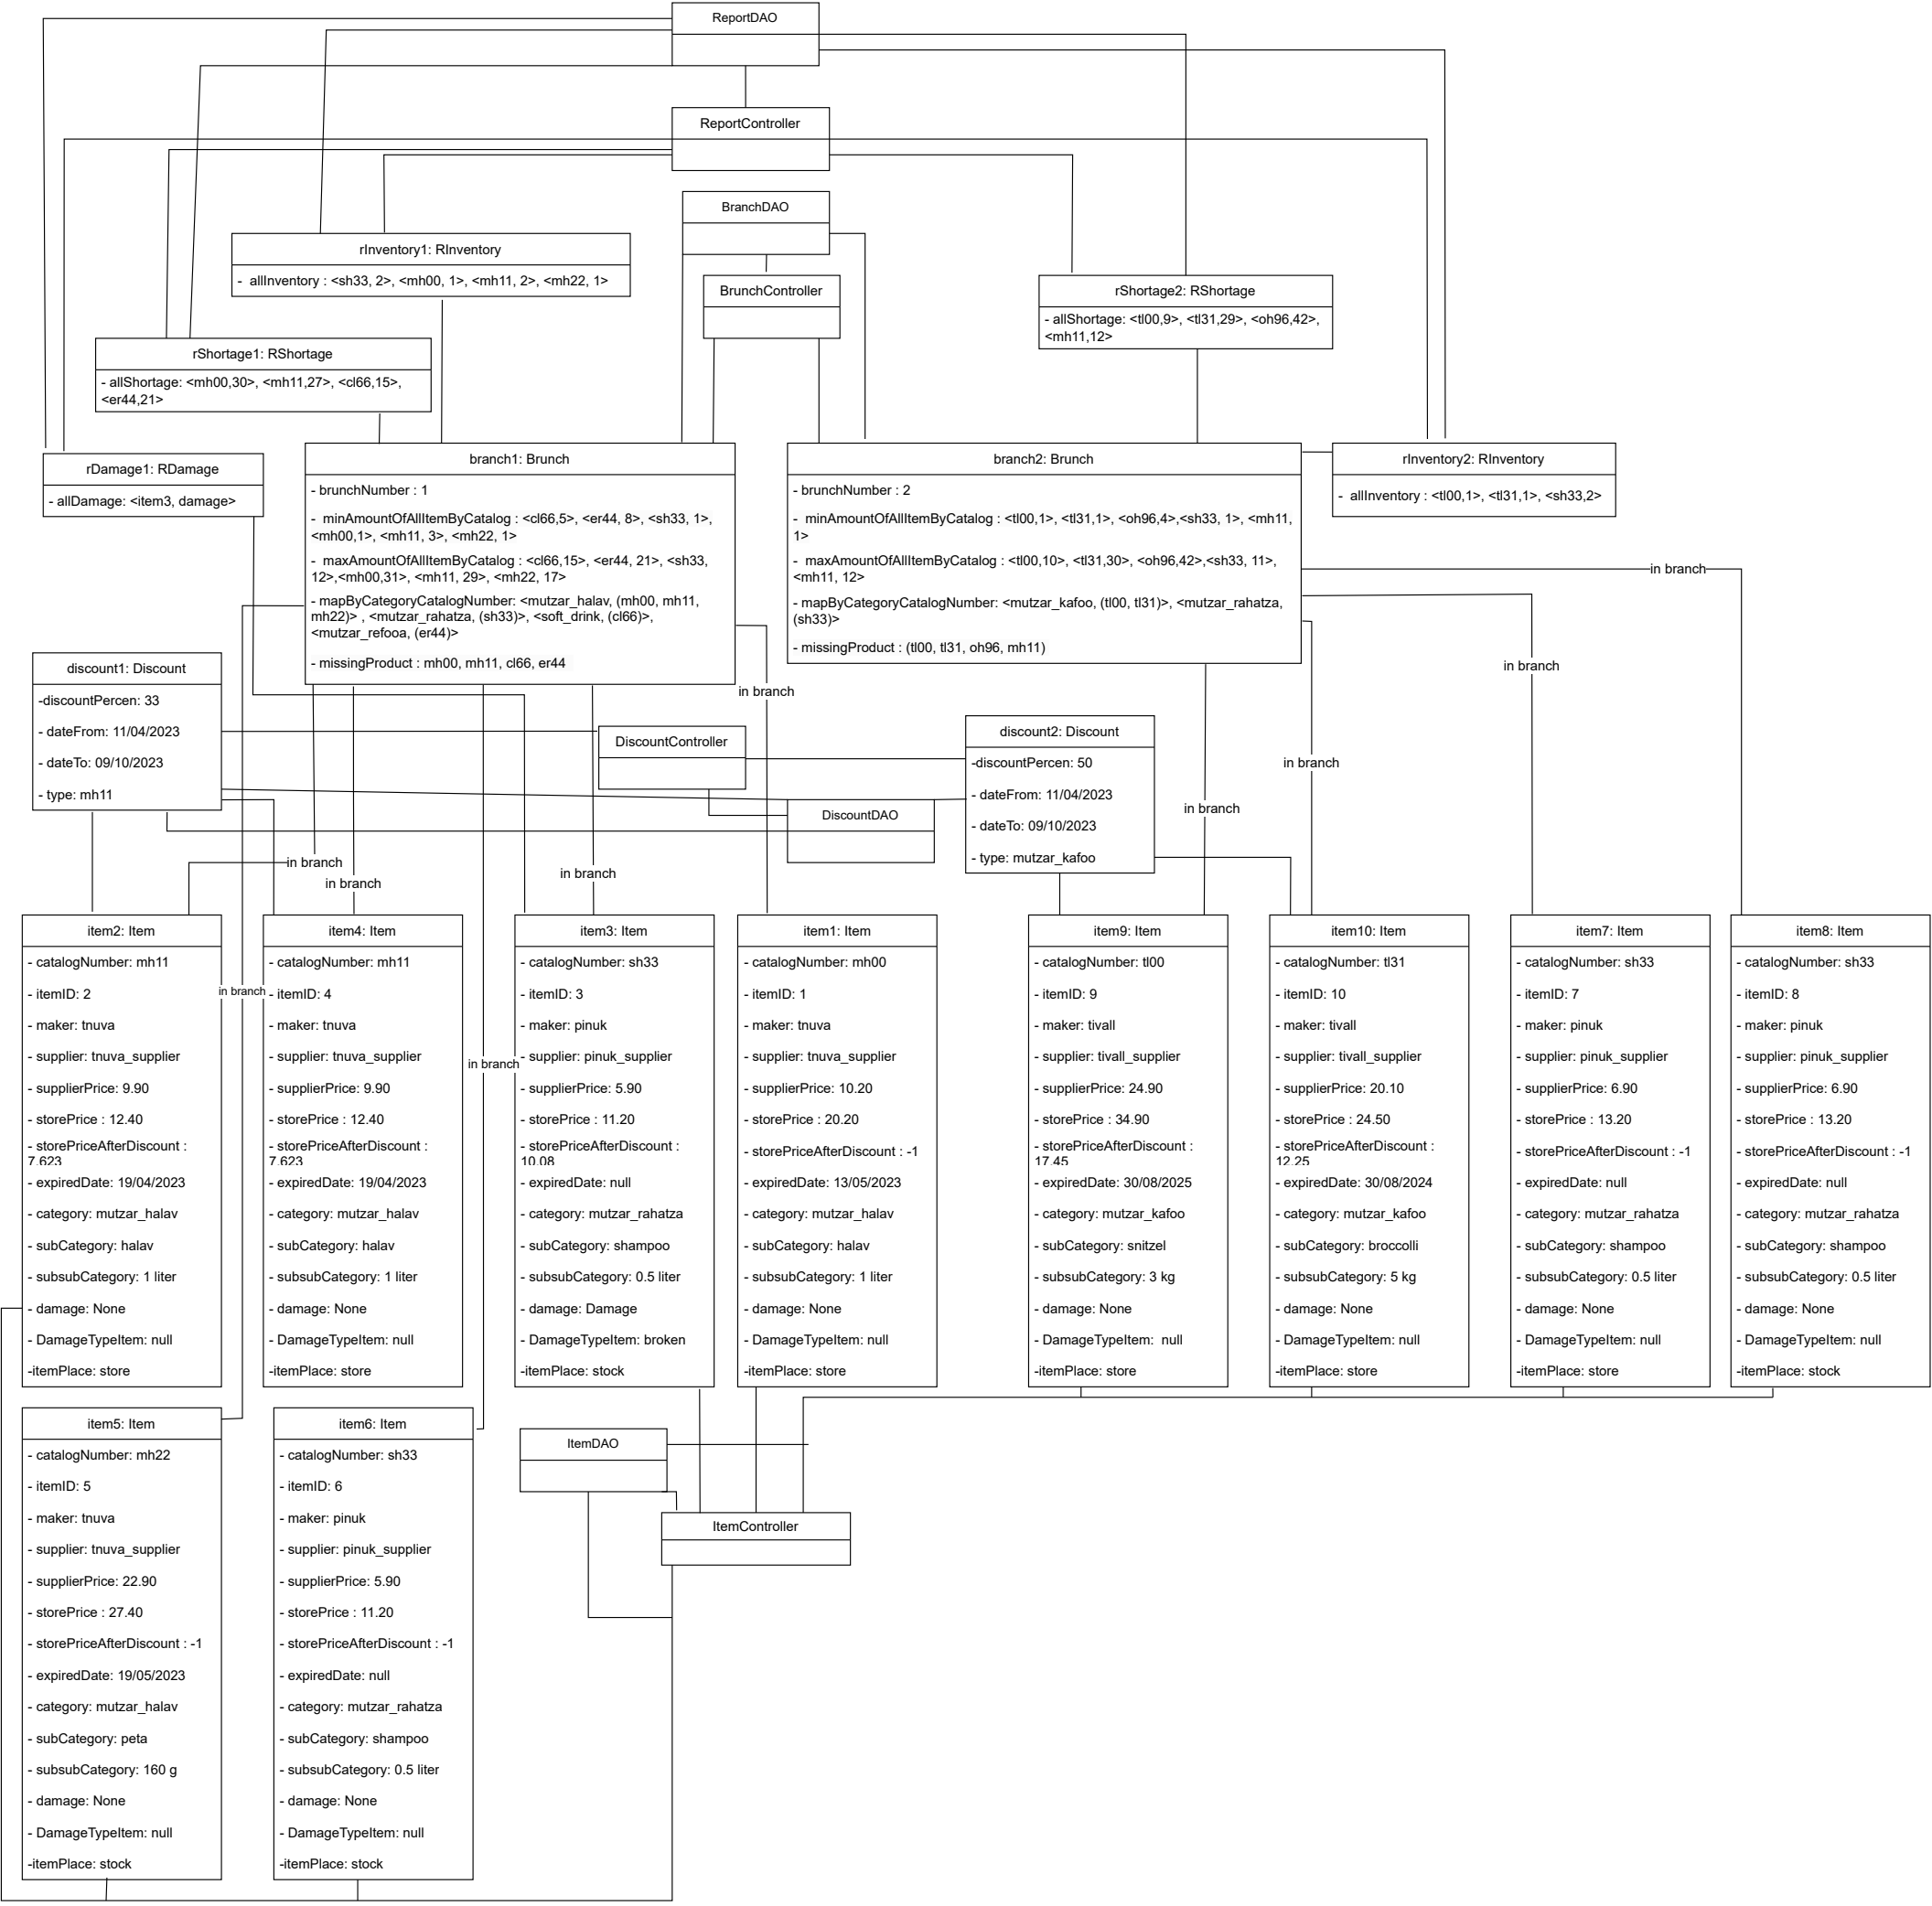 ReportDAO
ReportController
BranchDAO
rInventory1: RInventory
-  allInventory : <sh33, 2>, <mh00, 1>, <mh11, 2>, <mh22, 1>
BrunchController
rShortage2: RShortage
- allShortage: <tl00,9>, <tl31,29>, <oh96,42>,
<mh11,12>
rShortage1: RShortage
- allShortage: <mh00,30>, <mh11,27>, <cl66,15>,
<er44,21>
rDamage1: RDamage
- allDamage: <item3, damage>
branch1: Brunch
- brunchNumber : 1
-  minAmountOfAllItemByCatalog : <cl66,5>, <er44, 8>, <sh33, 1>,
<mh00,1>, <mh11, 3>, <mh22, 1>
-  maxAmountOfAllItemByCatalog : <cl66,15>, <er44, 21>, <sh33,
12>,<mh00,31>, <mh11, 29>, <mh22, 17>
- mapByCategoryCatalogNumber: <mutzar_halav, (mh00, mh11,
mh22)> , <mutzar_rahatza, (sh33)>, <soft_drink, (cl66)>,
<mutzar_refooa, (er44)>
- missingProduct : mh00, mh11, cl66, er44
branch2: Brunch
- brunchNumber : 2
-  minAmountOfAllItemByCatalog : <tl00,1>, <tl31,1>, <oh96,4>,<sh33, 1>, <mh11,
1>
-  maxAmountOfAllItemByCatalog : <tl00,10>, <tl31,30>, <oh96,42>,<sh33, 11>,
<mh11, 12>
- mapByCategoryCatalogNumber: <mutzar_kafoo, (tl00, tl31)>, <mutzar_rahatza,
(sh33)>
- missingProduct : (tl00, tl31, oh96, mh11)
rInventory2: RInventory
-  allInventory : <tl00,1>, <tl31,1>, <sh33,2>
in branch
in branch
in branch
in branch
in branch
discount1: Discount
-discountPercen: 33
- dateFrom: 11/04/2023
- dateTo: 09/10/2023
- type: mh11
DiscountController
DiscountDAO
discount2: Discount
-discountPercen: 50
- dateFrom: 11/04/2023
- dateTo: 09/10/2023
- type: mutzar_kafoo
in branch
in branch
in branch
item2: Item
- catalogNumber: mh11
- itemID: 2
- maker: tnuva
- supplier: tnuva_supplier
- supplierPrice: 9.90
- storePrice : 12.40
- storePriceAfterDiscount :
7.623
- expiredDate: 19/04/2023
- category: mutzar_halav
- subCategory: halav
- subsubCategory: 1 liter
- damage: None
- DamageTypeItem: null
-itemPlace: store
in branch
item4: Item
- catalogNumber: mh11
- itemID: 4
- maker: tnuva
- supplier: tnuva_supplier
- supplierPrice: 9.90
- storePrice : 12.40
- storePriceAfterDiscount :
7.623
- expiredDate: 19/04/2023
- category: mutzar_halav
- subCategory: halav
- subsubCategory: 1 liter
- damage: None
- DamageTypeItem: null
-itemPlace: store
in branch
item3: Item
- catalogNumber: sh33
- itemID: 3
- maker: pinuk
- supplier: pinuk_supplier
- supplierPrice: 5.90
- storePrice : 11.20
- storePriceAfterDiscount :
10.08
- expiredDate: null
- category: mutzar_rahatza
- subCategory: shampoo
- subsubCategory: 0.5 liter
- damage: Damage
- DamageTypeItem: broken
-itemPlace: stock
item1: Item
- catalogNumber: mh00
- itemID: 1
- maker: tnuva
- supplier: tnuva_supplier
- supplierPrice: 10.20
- storePrice : 20.20
- storePriceAfterDiscount : -1
- expiredDate: 13/05/2023
- category: mutzar_halav
- subCategory: halav
- subsubCategory: 1 liter
- damage: None
- DamageTypeItem: null
-itemPlace: store
item9: Item
- catalogNumber: tl00
- itemID: 9
- maker: tivall
- supplier: tivall_supplier
- supplierPrice: 24.90
- storePrice : 34.90
- storePriceAfterDiscount :
17.45
- expiredDate: 30/08/2025
- category: mutzar_kafoo
- subCategory: snitzel
- subsubCategory: 3 kg
- damage: None
- DamageTypeItem:  null
-itemPlace: store
item10: Item
- catalogNumber: tl31
- itemID: 10
- maker: tivall
- supplier: tivall_supplier
- supplierPrice: 20.10
- storePrice : 24.50
- storePriceAfterDiscount :
12.25
- expiredDate: 30/08/2024
- category: mutzar_kafoo
- subCategory: broccolli
- subsubCategory: 5 kg
- damage: None
- DamageTypeItem: null
-itemPlace: store
item7: Item
- catalogNumber: sh33
- itemID: 7
- maker: pinuk
- supplier: pinuk_supplier
- supplierPrice: 6.90
- storePrice : 13.20
- storePriceAfterDiscount : -1
- expiredDate: null
- category: mutzar_rahatza
- subCategory: shampoo
- subsubCategory: 0.5 liter
- damage: None
- DamageTypeItem: null
-itemPlace: store
item8: Item
- catalogNumber: sh33
- itemID: 8
- maker: pinuk
- supplier: pinuk_supplier
- supplierPrice: 6.90
- storePrice : 13.20
- storePriceAfterDiscount : -1
- expiredDate: null
- category: mutzar_rahatza
- subCategory: shampoo
- subsubCategory: 0.5 liter
- damage: None
- DamageTypeItem: null
-itemPlace: stock
item5: Item
- catalogNumber: mh22
- itemID: 5
- maker: tnuva
- supplier: tnuva_supplier
- supplierPrice: 22.90
- storePrice : 27.40
- storePriceAfterDiscount : -1
- expiredDate: 19/05/2023
- category: mutzar_halav
- subCategory: peta
- subsubCategory: 160 g
- damage: None
- DamageTypeItem: null
-itemPlace: stock
item6: Item
- catalogNumber: sh33
- itemID: 6
- maker: pinuk
- supplier: pinuk_supplier
- supplierPrice: 5.90
- storePrice : 11.20
- storePriceAfterDiscount : -1
- expiredDate: null
- category: mutzar_rahatza
- subCategory: shampoo
- subsubCategory: 0.5 liter
- damage: None
- DamageTypeItem: null
-itemPlace: stock
ItemDAO
ItemController